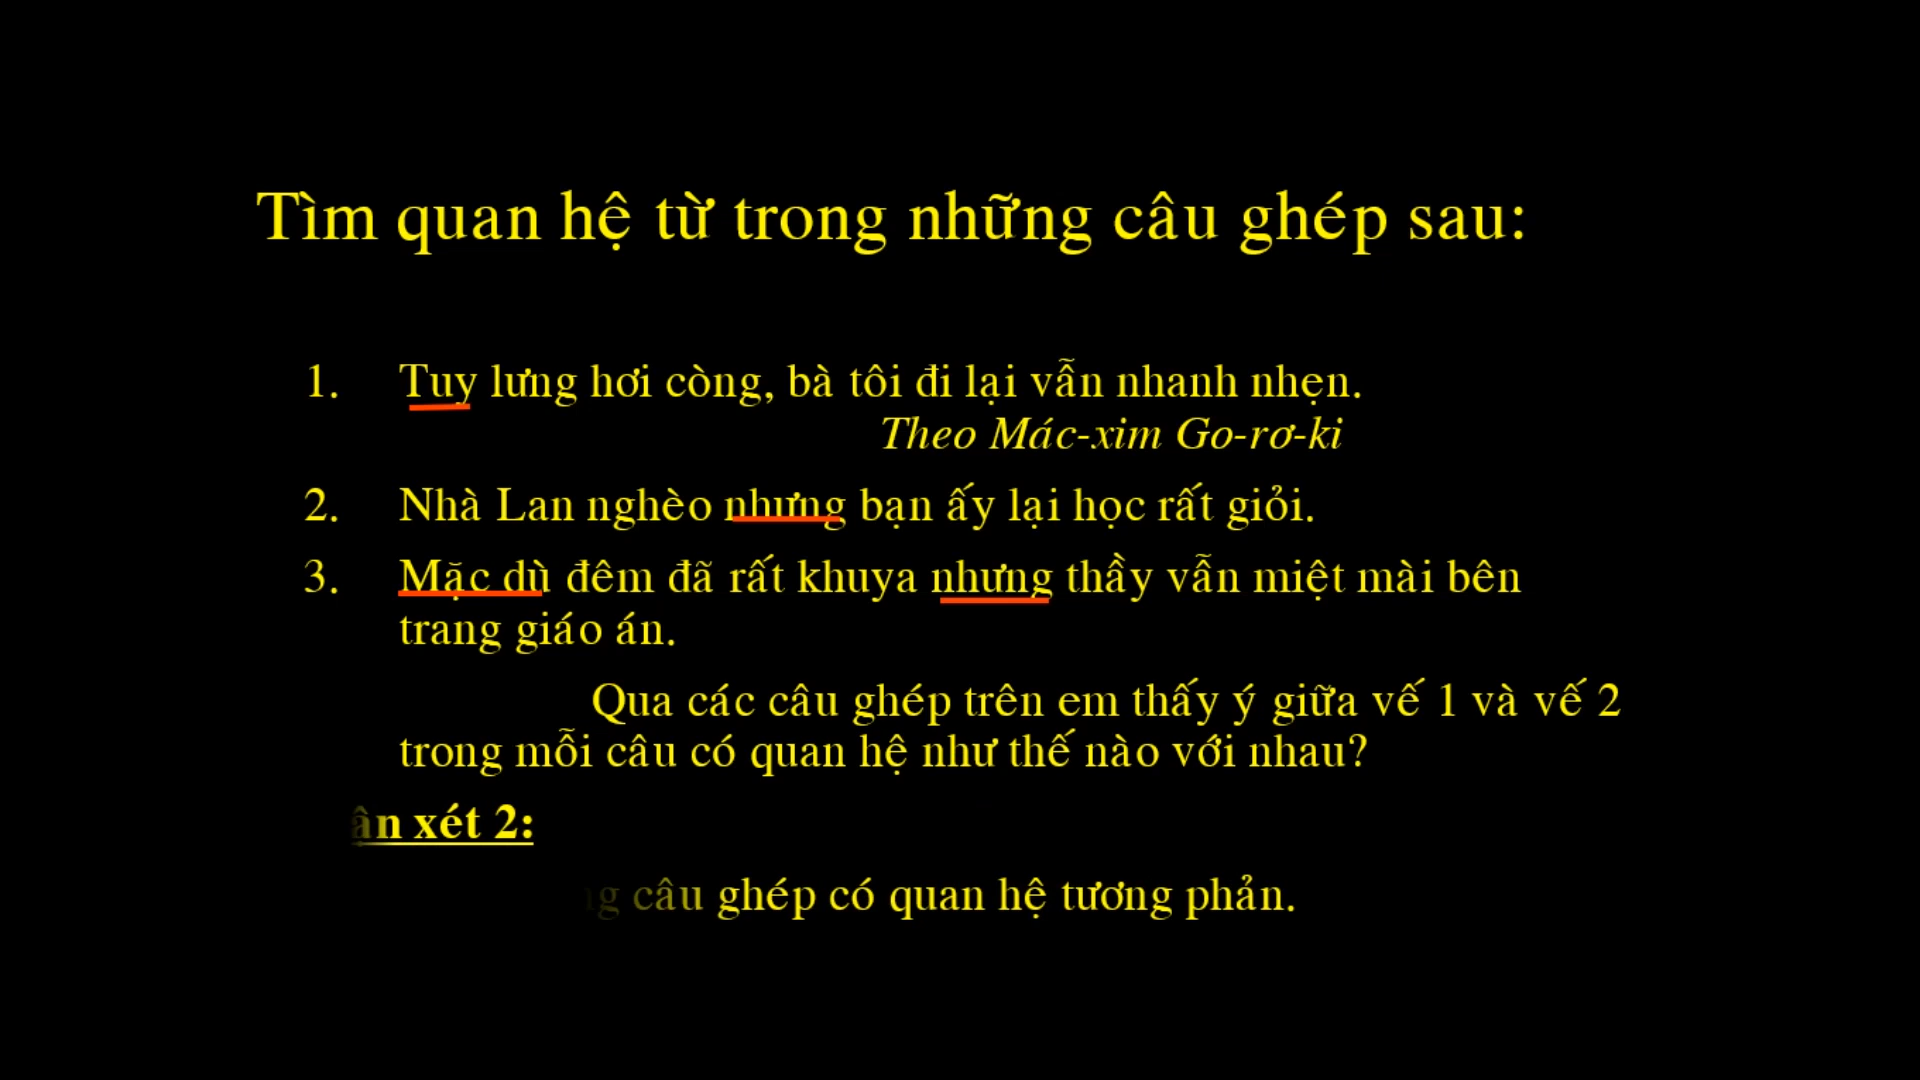 Tìm quan hệ từ trong những câu ghép sau:
1. Tuy lưng hơi còng, bà tôi đi lại vẫn nhanh nhẹn.
Theo Mác-xim Go-rơ-ki
2. Nhà Lan nghèo nhưng bạn ấy lại học rất giỏi.
3. Mặc dù đêm đã rất khuya nhưng thầy vẫn miệt mài bên
trang giáo án.
Qua các câu ghép trên em thấy ý giữa vế 1 và vế 2
trong mỗi câu có quan hệ như thế nào với nhau?
xét 2:
câu ghép có quan hệ tương phản.